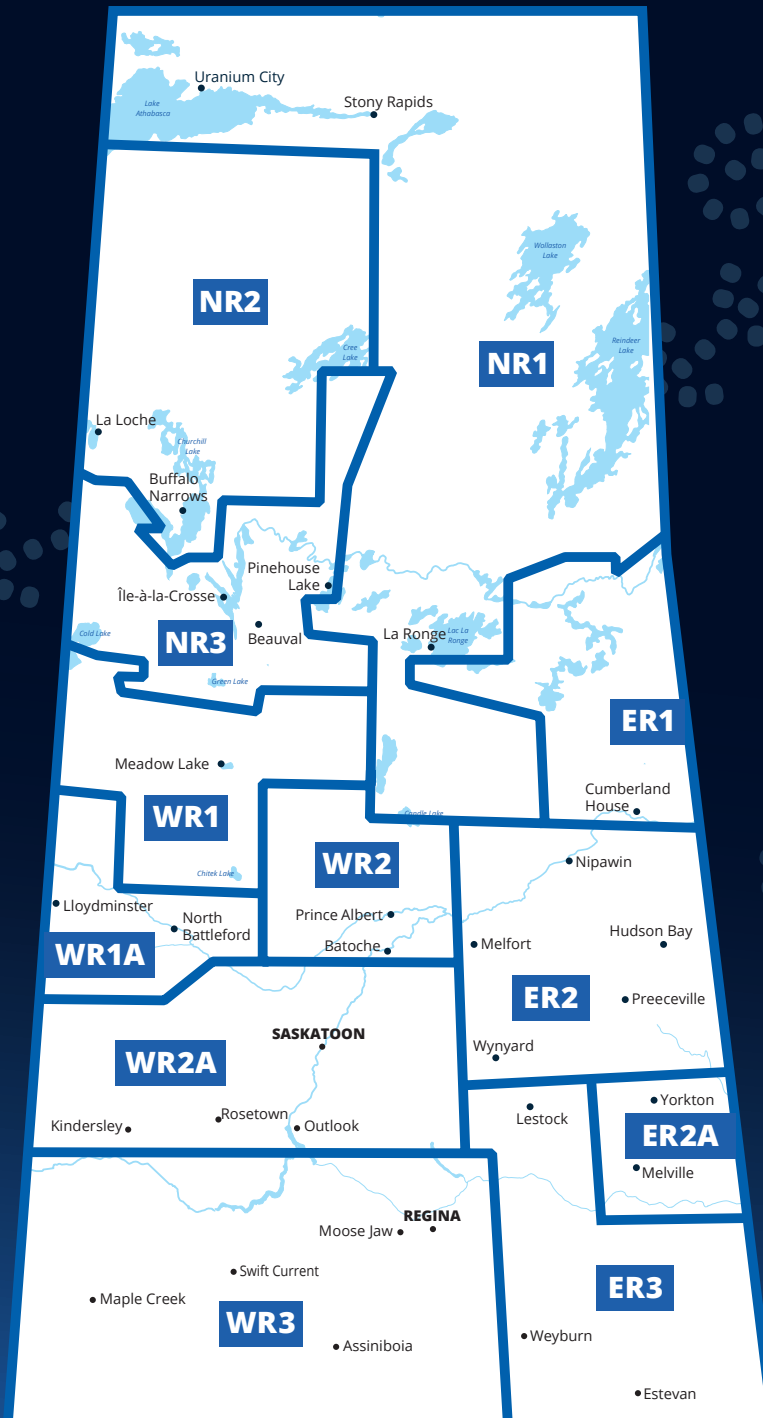 Uranium City
Lake
Athabasca
Stony Rapids
Wollaston
Lake
NR2
Reindeer
Lake
Cree
Lake
NR1
La Loche
Churchill
Lake
Buffalo
Narrows
Pinehouse
Lake
Île-à-la-Crosse
Cold Lake
NR3
Beauval
La Ronge
Lac La
Ronge
Green Lake
ER1
Meadow Lake
Cumberland
House
WR1
Candle Lake
WR2
Nipawin
Chitek Lake
Lloydminster
North
Battleford
Prince Albert
Batoche
Melfort
Hudson Bay
WR1A
ER2
Preeceville
SASKATOON
Wynyard
WR2A
Kindersley
Rosetown
Outlook
Lestock
Yorkton
ER2A
Melville
REGINA
Moose Jaw
Swift Current
Maple Creek
ER3
WR3
Assiniboia
Weyburn
Estevan